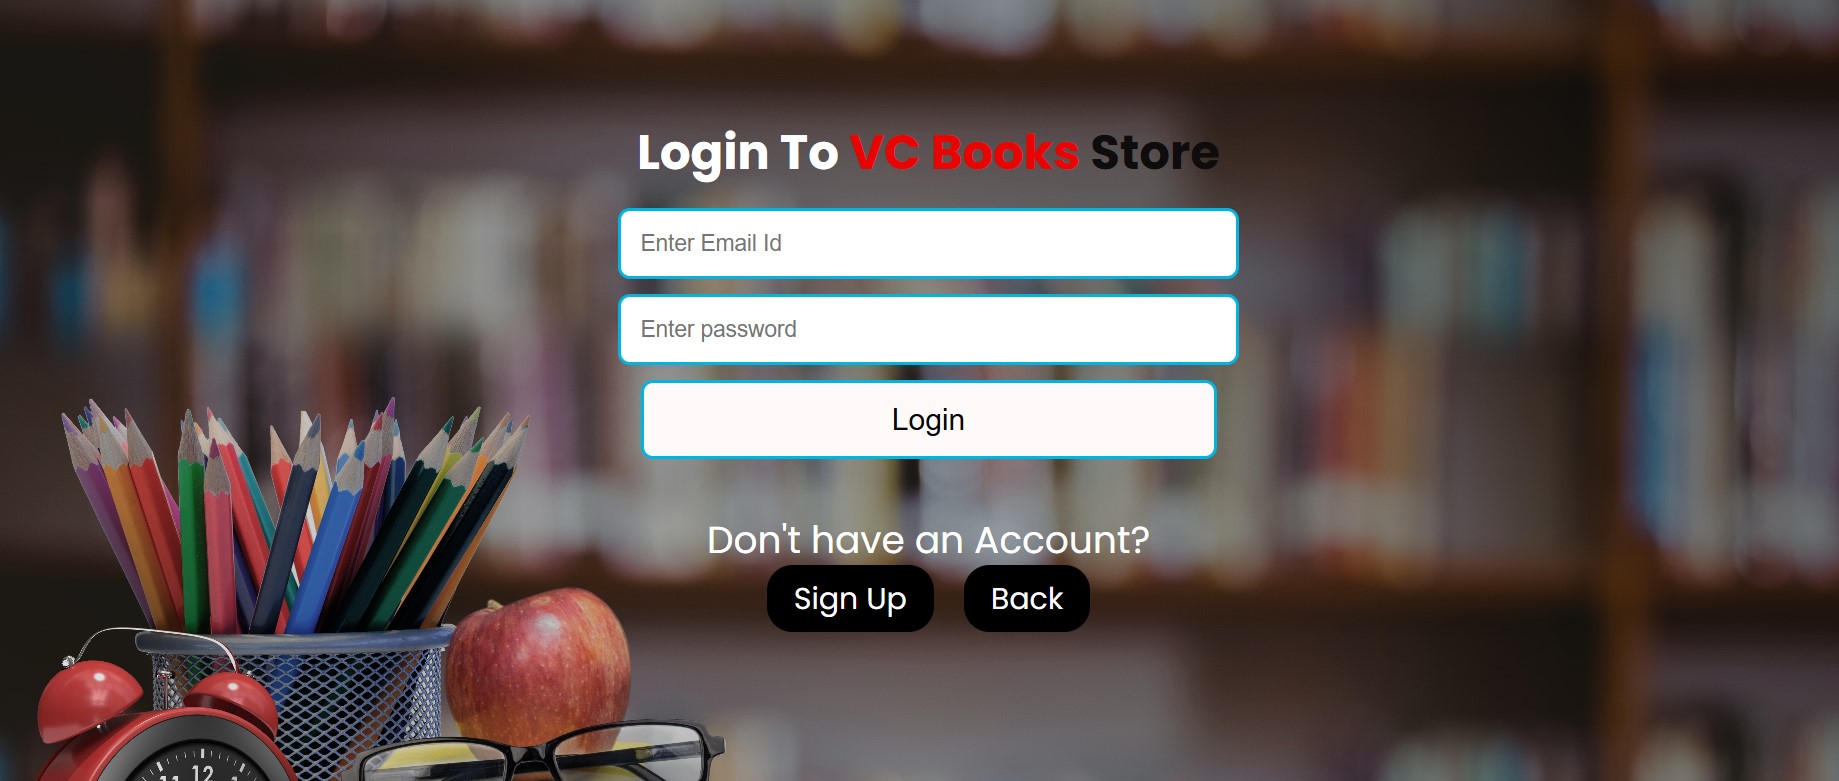 Login To VC Books Store
Enter Email Id
Enter password
Login
Don't have an Account?
Sign Up Back
12